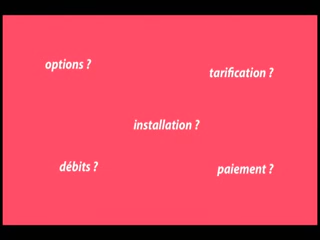 options ?
tarification ?
installation ?
débits ?
paiement ?